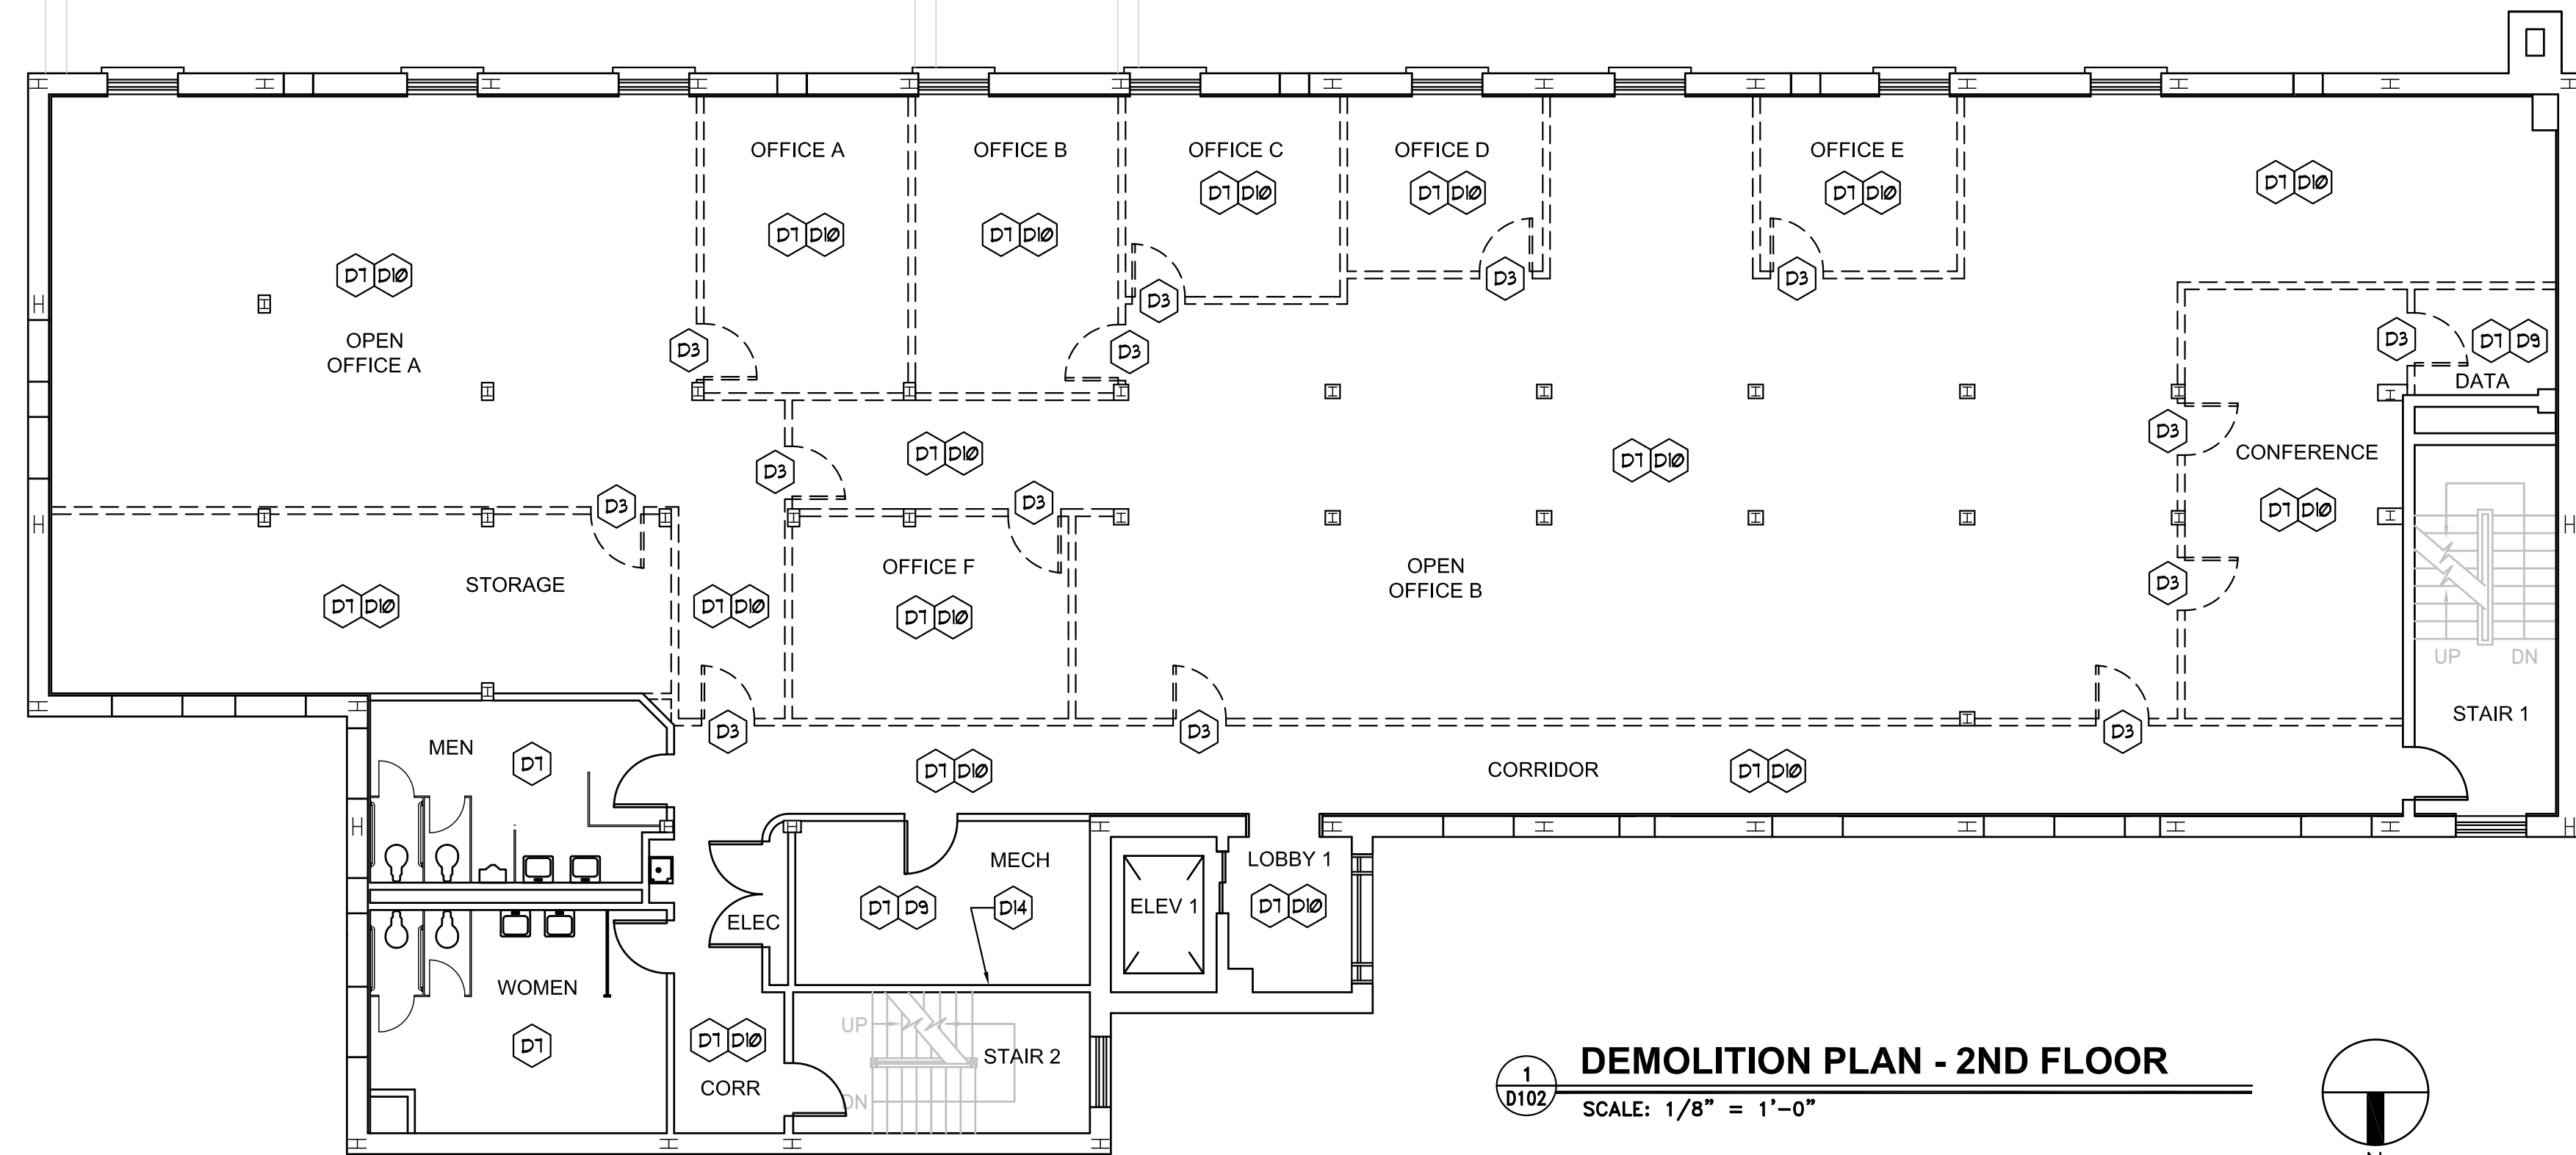 OFFICE A
OFFICE B
OFFICE C
OFFICE D
OFFICE E
D7 D10
D7 D10
D7 D10
D7 D10
D7 D10
D7 D10
D7 D10
OPEN
OFFICE A
D3
D3
D3
D3
D3
D3
D7 D9
DATA
D3
D7 D10
D3
D7 D10
CONFERENCE
D7 D10
D3
D3
OFFICE F
D7 D10
OPEN
OFFICE B
D3
STORAGE
D7 D10
D7 D10
UP
DN
STAIR 1
D3
D3
D3
MEN
D7
D7 D10
CORRIDOR
D7 D10
MECH
D7 D9
D14
ELEC
ELEV 1
LOBBY 1
D7 D10
WOMEN
D7
D7 D10
CORR
UP
DN
STAIR 2
1
D102
DEMOLITION PLAN - 2ND FLOOR
SCALE: 1/8" = 1'-0"